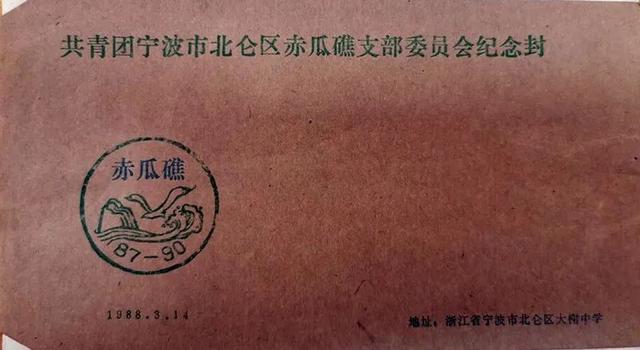 共青团宁波市北仑区赤瓜礁支部委员会纪念封
赤瓜礁
87-90
1988.3.14
地址：浙江省宁波市北仑区大榭中学